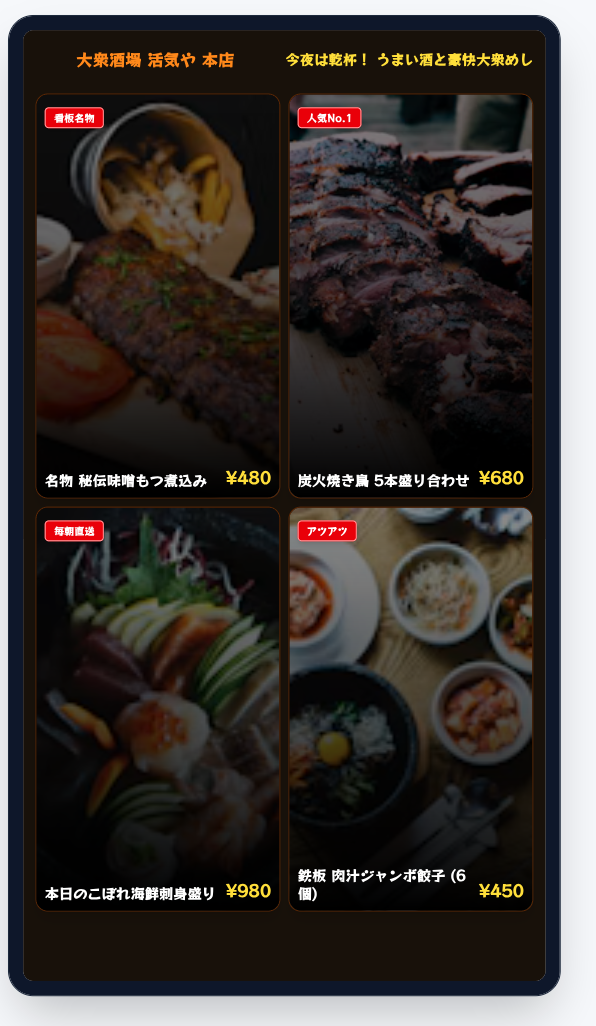 大衆酒場 活気や 本店
今夜は乾杯！ うまい酒と豪快大衆めし
看板名物
人気No.1
名物 秘伝味噌もつ煮込み ¥480
炭火焼き鳥 5本盛り合わせ ¥680
毎朝直送
アツアツ
本日のこぼれ海鮮刺身盛り ¥980
鉄板 肉汁ジャンボ餃子 (6
個) ¥450